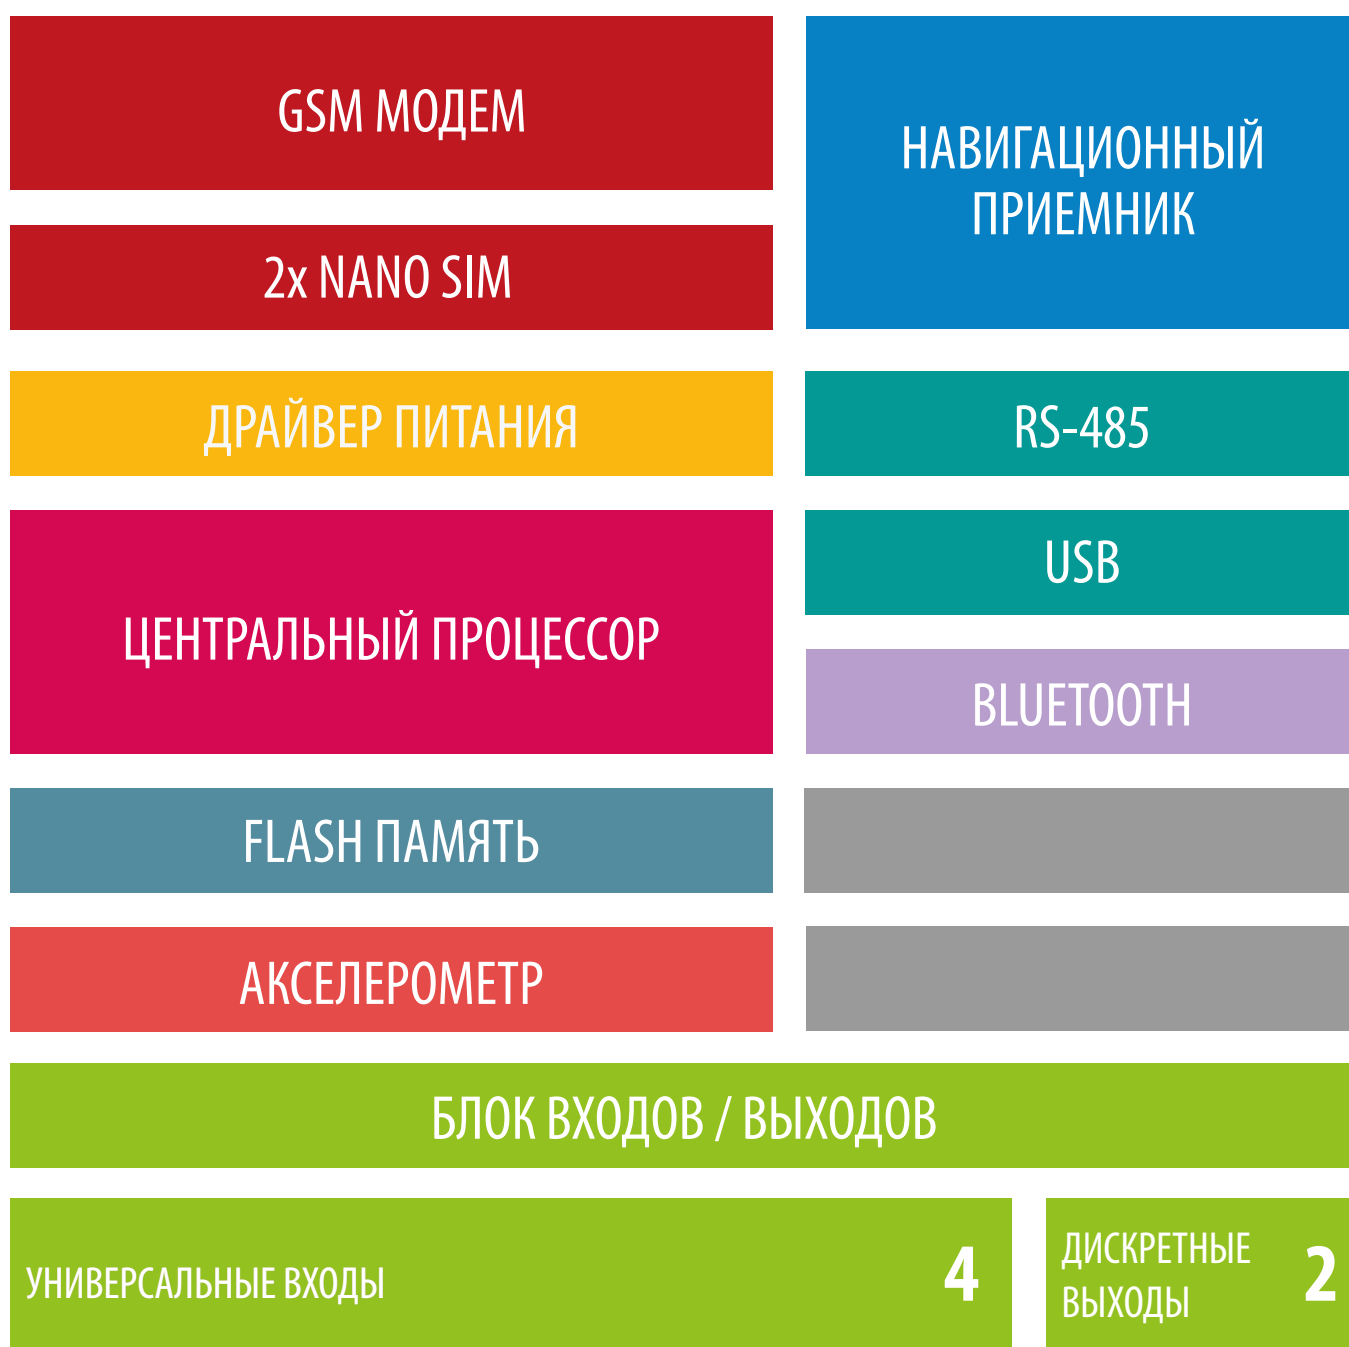 GSM МОДЕМ
2x NANO SIM
НАВИГАЦИОННЫЙ
ПРИЕМНИК
ДРАЙВЕР ПИТАНИЯ
RS-485
ЦЕНТРАЛЬНЫЙ ПРОЦЕССОР
USB
BLUETOOTH
FLASH ПАМЯТЬ
АКСЕЛЕРОМЕТР
БЛОК ВХОДОВ / ВЫХОДОВ
УНИВЕРСАЛЬНЫЕ ВХОДЫ 4
ДИСКРЕТНЫЕ
ВЫХОДЫ 2